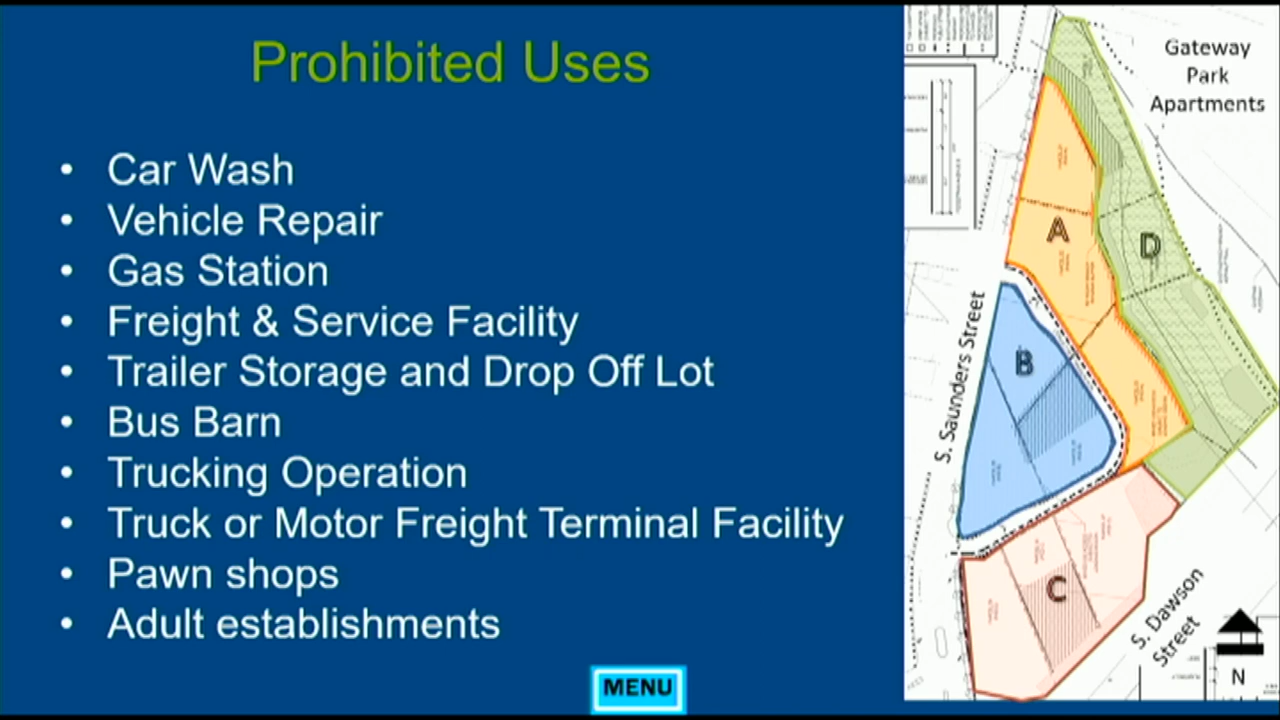 Prohibited Uses
• Car Wash
• Vehicle Repair
• Gas Station
• Freight & Service Facility
• Trailer Storage and Drop Off Lot
• Bus Barn
• Trucking Operation
• Truck or Motor Freight Terminal Facility
• Pawn shops
• Adult establishments
MENU
Gateway
Park
Apartments
A
D
B
S. Saunders Street
C
S. Dawson
Street
N